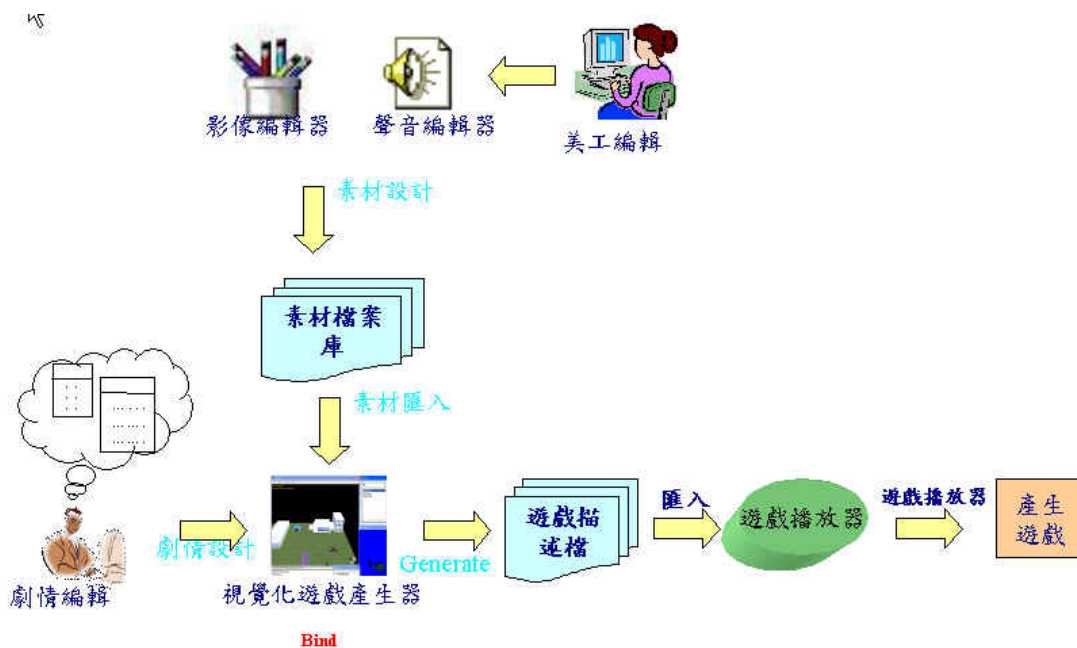 影像編輯器
聲音編輯器
美工編輯
素材設計
素材檔案
庫
素材匯入
劇情編輯
劇情設計
視覺化遊戲產生器
Bind
Generate
遊戲描
述檔
匯入
遊戲播放器
遊戲播放器
產生
遊戲